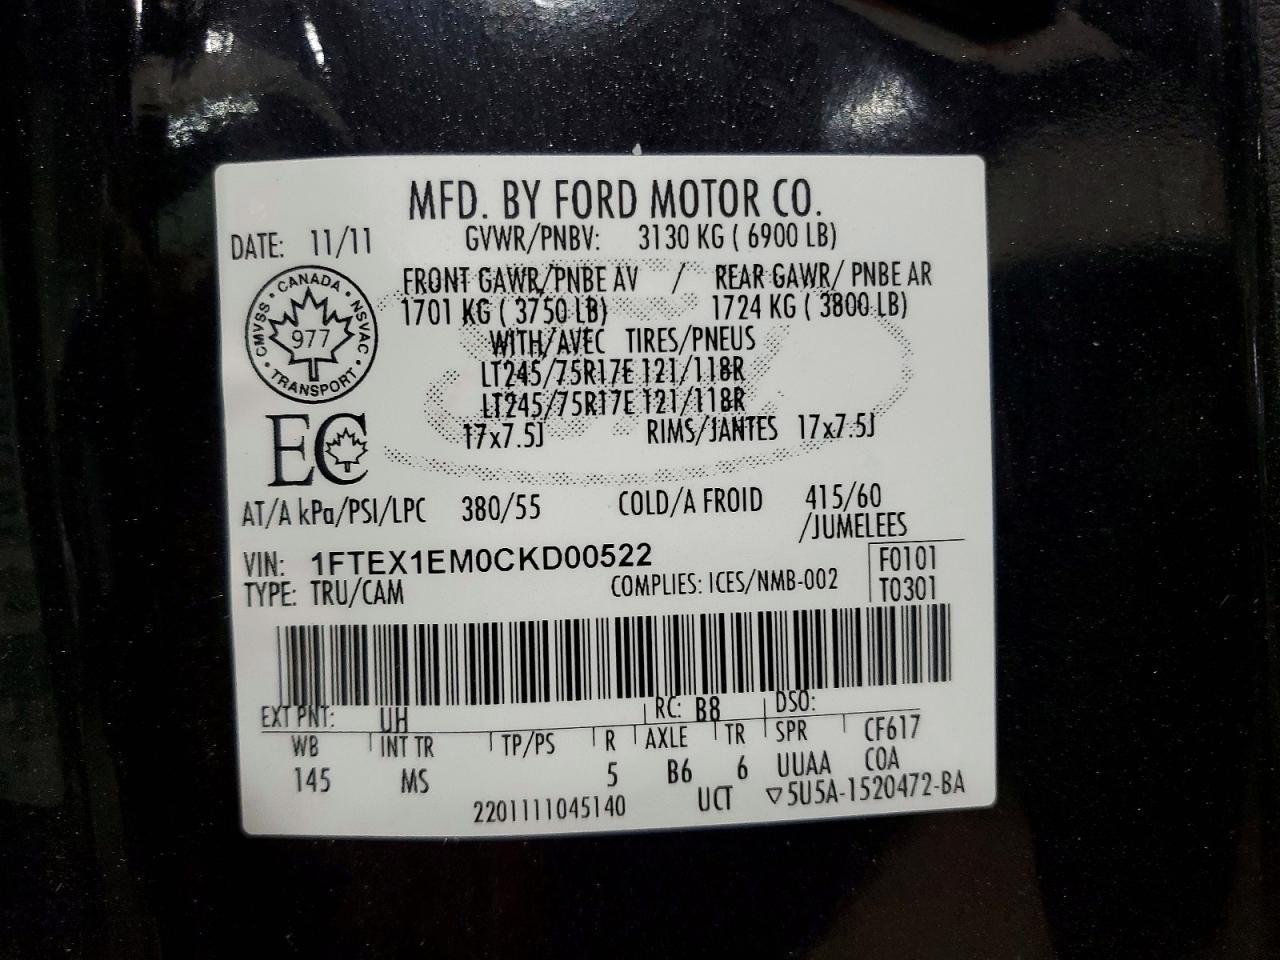 MFD. BY FORD MOTOR CO.
DATE: 11/11 GVWR/PNBV: 3130 KG ( 6900 LB)
FRONT GAWR/PNBE AV / REAR GAWR/ PNBE AR
1701 KG ( 3750 LB) 1724 KG ( 3800 LB)
WITH/AVEC TIRES/PNEUS
LT245/75R17E 121/118R
LT245/75R17E 121/118R
17x7.5J RIMS/JANTES 17x7.5J
CANADA • NSVAC • TRANSPORT • CMVSS •
977
EC
AT/A kPa/PSI/LPC 380/55 COLD/A FROID 415/60
/JUMELEES
VIN: 1FTEX1EM0CKD00522 F0101
TYPE: TRU/CAM COMPLIES: ICES/NMB-002 T0301
EXT PNT: UH RC: B8 DSO:
WB INT TR TP/PS R AXLE TR SPR CF617
145 MS 5 B6 6 UUAA COA
2201111045140 UCT ▽5U5A-1520472-BA